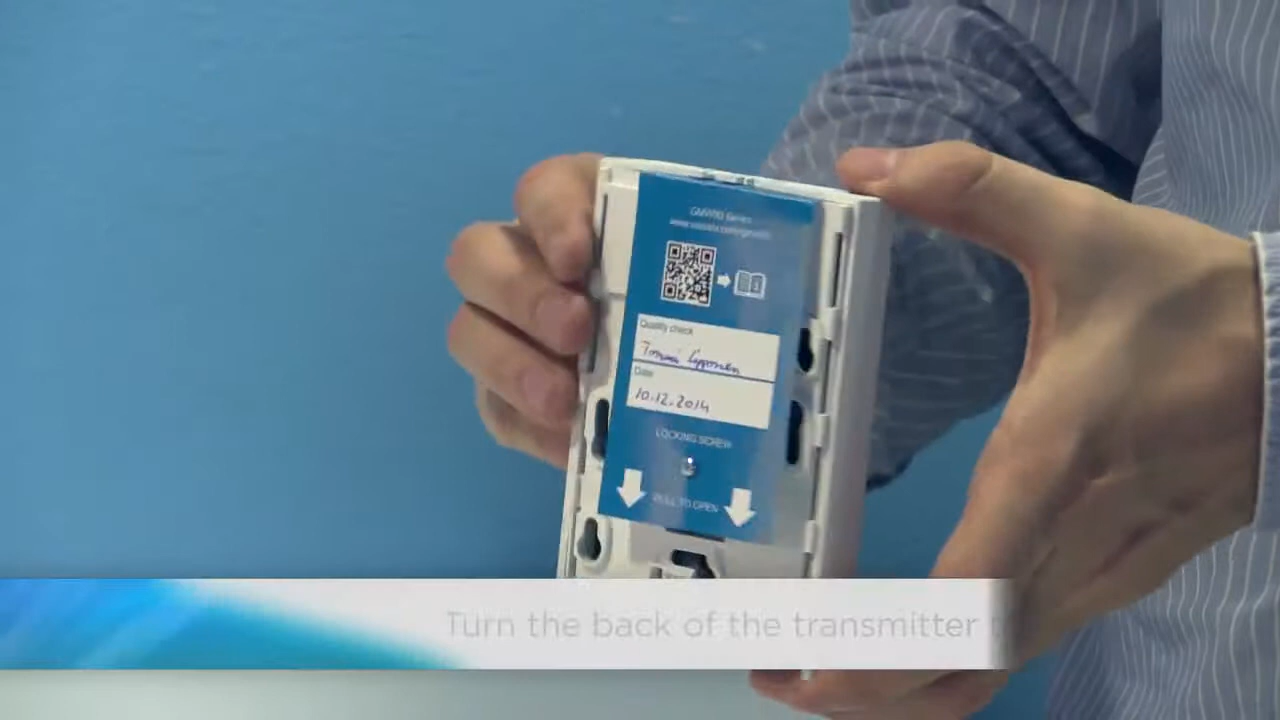 GMW90 Series
Quality check
Date
10.12.2014
LOCKING SCREW
PULL TO OPEN
Turn the back of the transmitter